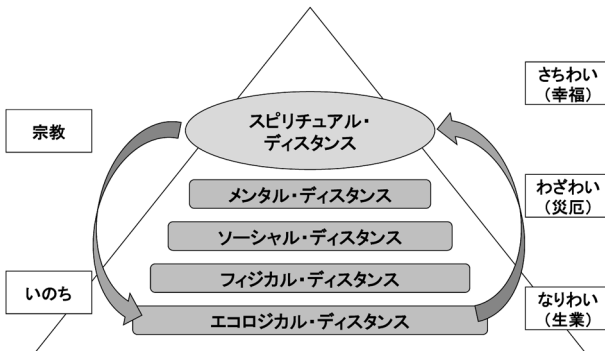 さちわい
(幸福)
宗教
スピリチュアル・
ディスタンス
メンタル・ディスタンス
わざわい
(災厄)
ソーシャル・ディスタンス
フィジカル・ディスタンス
いのち
エコロジカル・ディスタンス
なりわい
(生業)